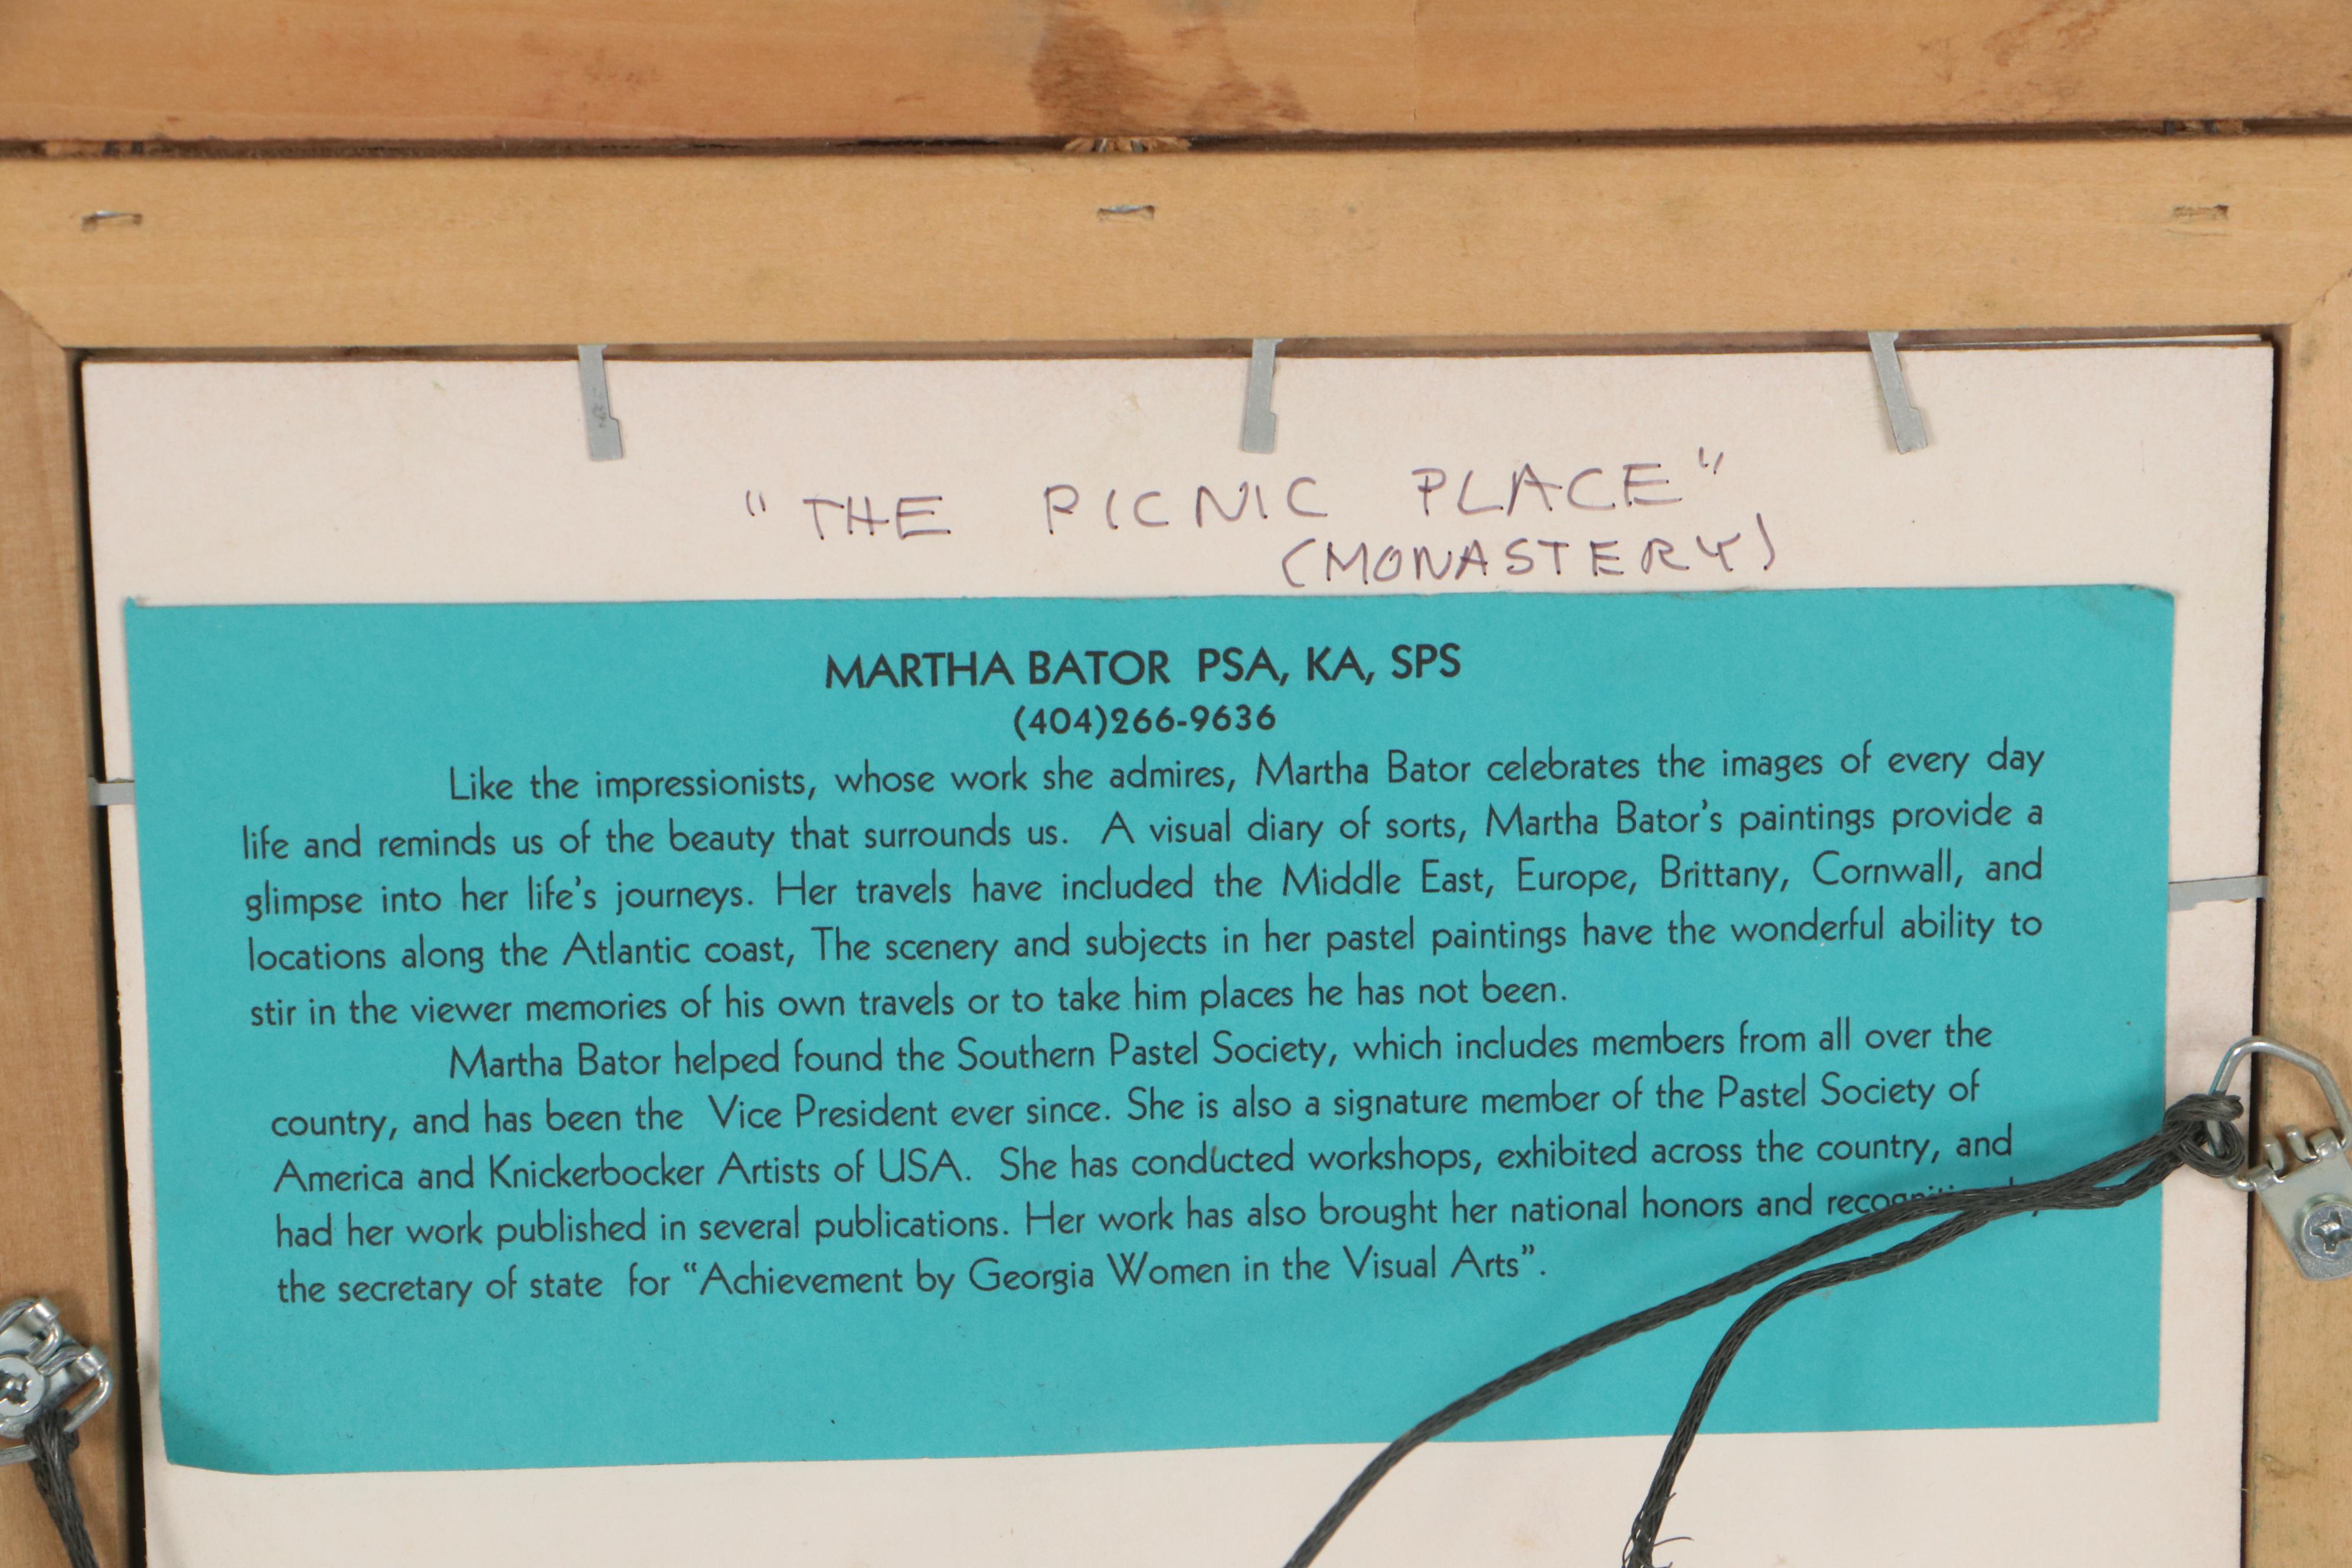 "THE PICNIC PLACE"
(MONASTERY)
MARTHA BATOR PSA, KA, SPS
(404)266-9636
Like the impressionists, whose work she admires, Martha Bator celebrates the images of every day
life and reminds us of the beauty that surrounds us. A visual diary of sorts, Martha Bator's paintings provide a
glimpse into her life's journeys. Her travels have included the Middle East, Europe, Brittany, Cornwall, and
locations along the Atlantic coast, The scenery and subjects in her pastel paintings have the wonderful ability to
stir in the viewer memories of his own travels or to take him places he has not been.
Martha Bator helped found the Southern Pastel Society, which includes members from all over the
country, and has been the Vice President ever since. She is also a signature member of the Pastel Society of
America and Knickerbocker Artists of USA. She has conducted workshops, exhibited across the country, and
had her work published in several publications. Her work has also brought her national honors and recognition
the secretary of state for "Achievement by Georgia Women in the Visual Arts".